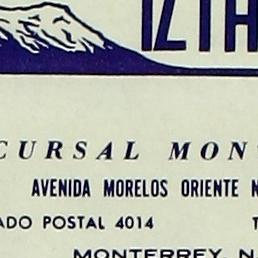 IZTA
CURSAL MON
AVENIDA MORELOS ORIENTE N
ADO POSTAL 4014 T
MONTERREY, N